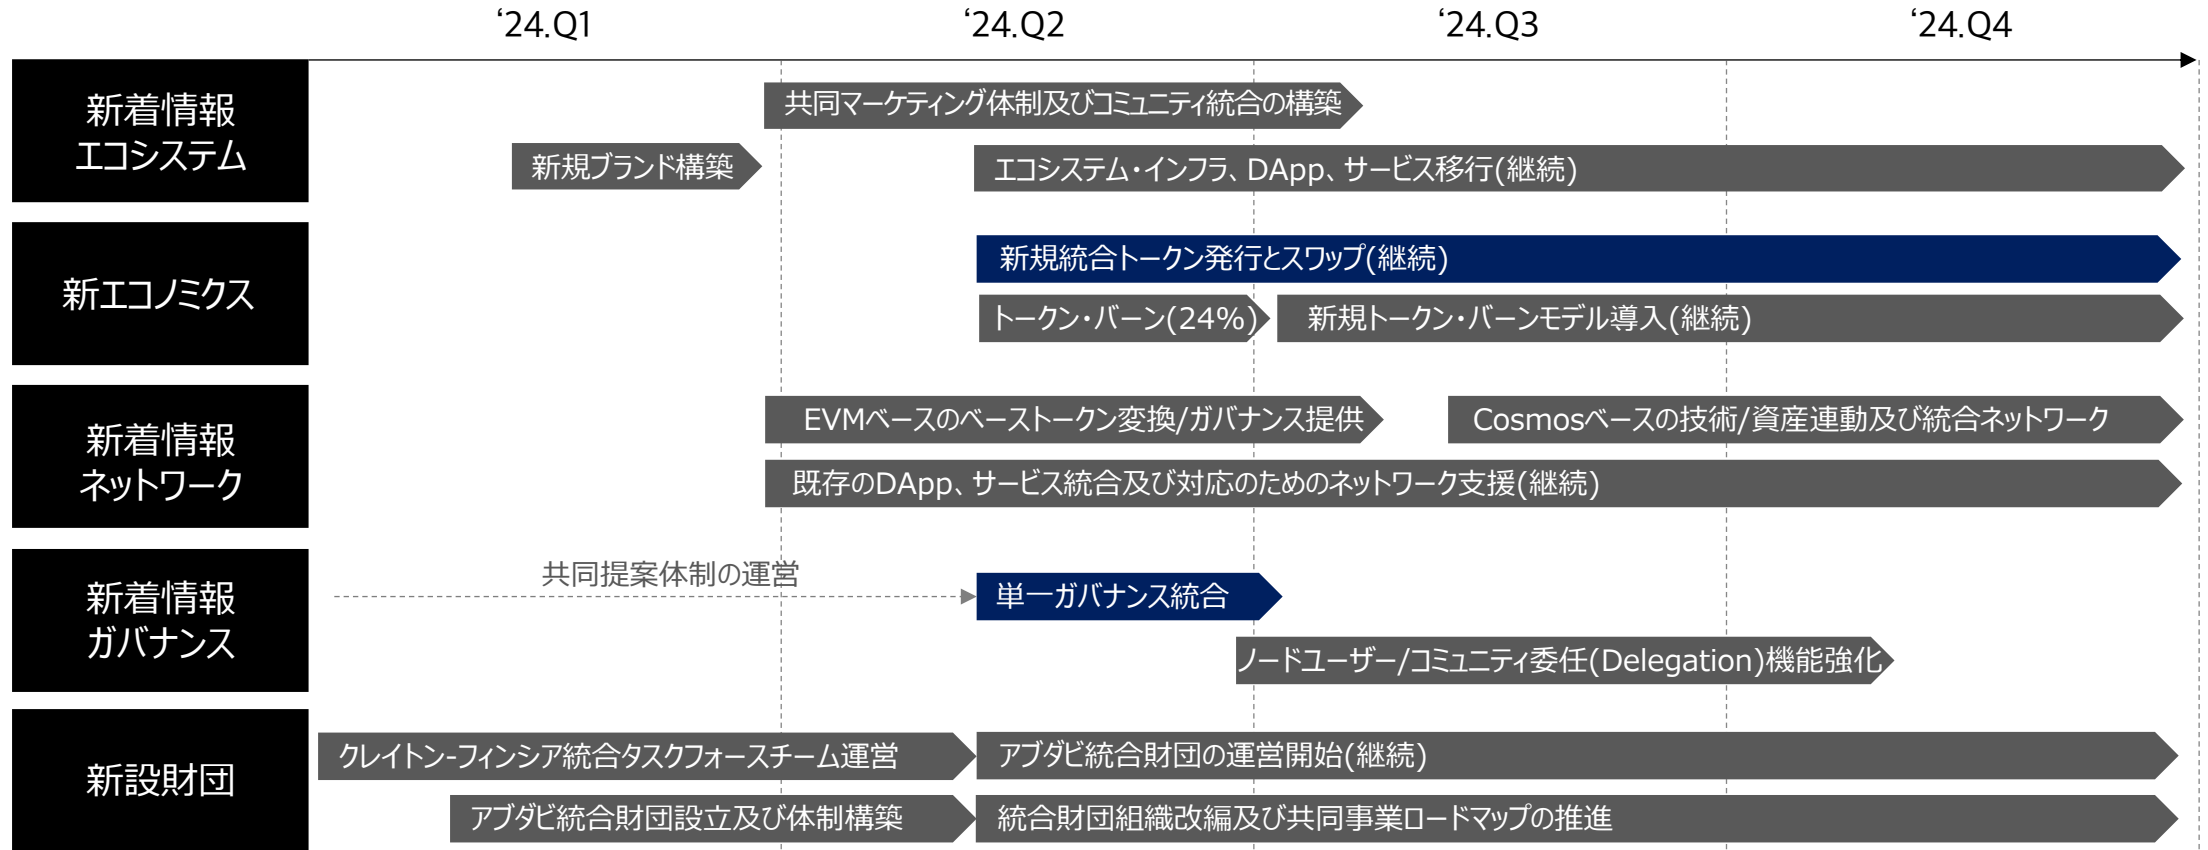 ‘24.Q1
‘24.Q2
‘24.Q3
‘24.Q4
新着情報
エコシステム
共同マーケティング体制及びコミュニティ統合の構築
新規ブランド構築
エコシステム・インフラ、DApp、サービス移行(継続)
新エコノミクス
新規統合トークン発行とスワップ(継続)
トークン・バーン(24%)
新規トークン・バーンモデル導入(継続)
新着情報
ネットワーク
EVMベースのベーストークン変換/ガバナンス提供
Cosmosベースの技術/資産連動及び統合ネットワーク
既存のDApp、サービス統合及び対応のためのネットワーク支援(継続)
新着情報
ガバナンス
共同提案体制の運営
単一ガバナンス統合
ノードユーザー/コミュニティ委任(Delegation)機能強化
新設財団
クレイトン-フィンシア統合タスクフォースチーム運営
アブダビ統合財団の運営開始(継続)
アブダビ統合財団設立及び体制構築
統合財団組織改編及び共同事業ロードマップの推進